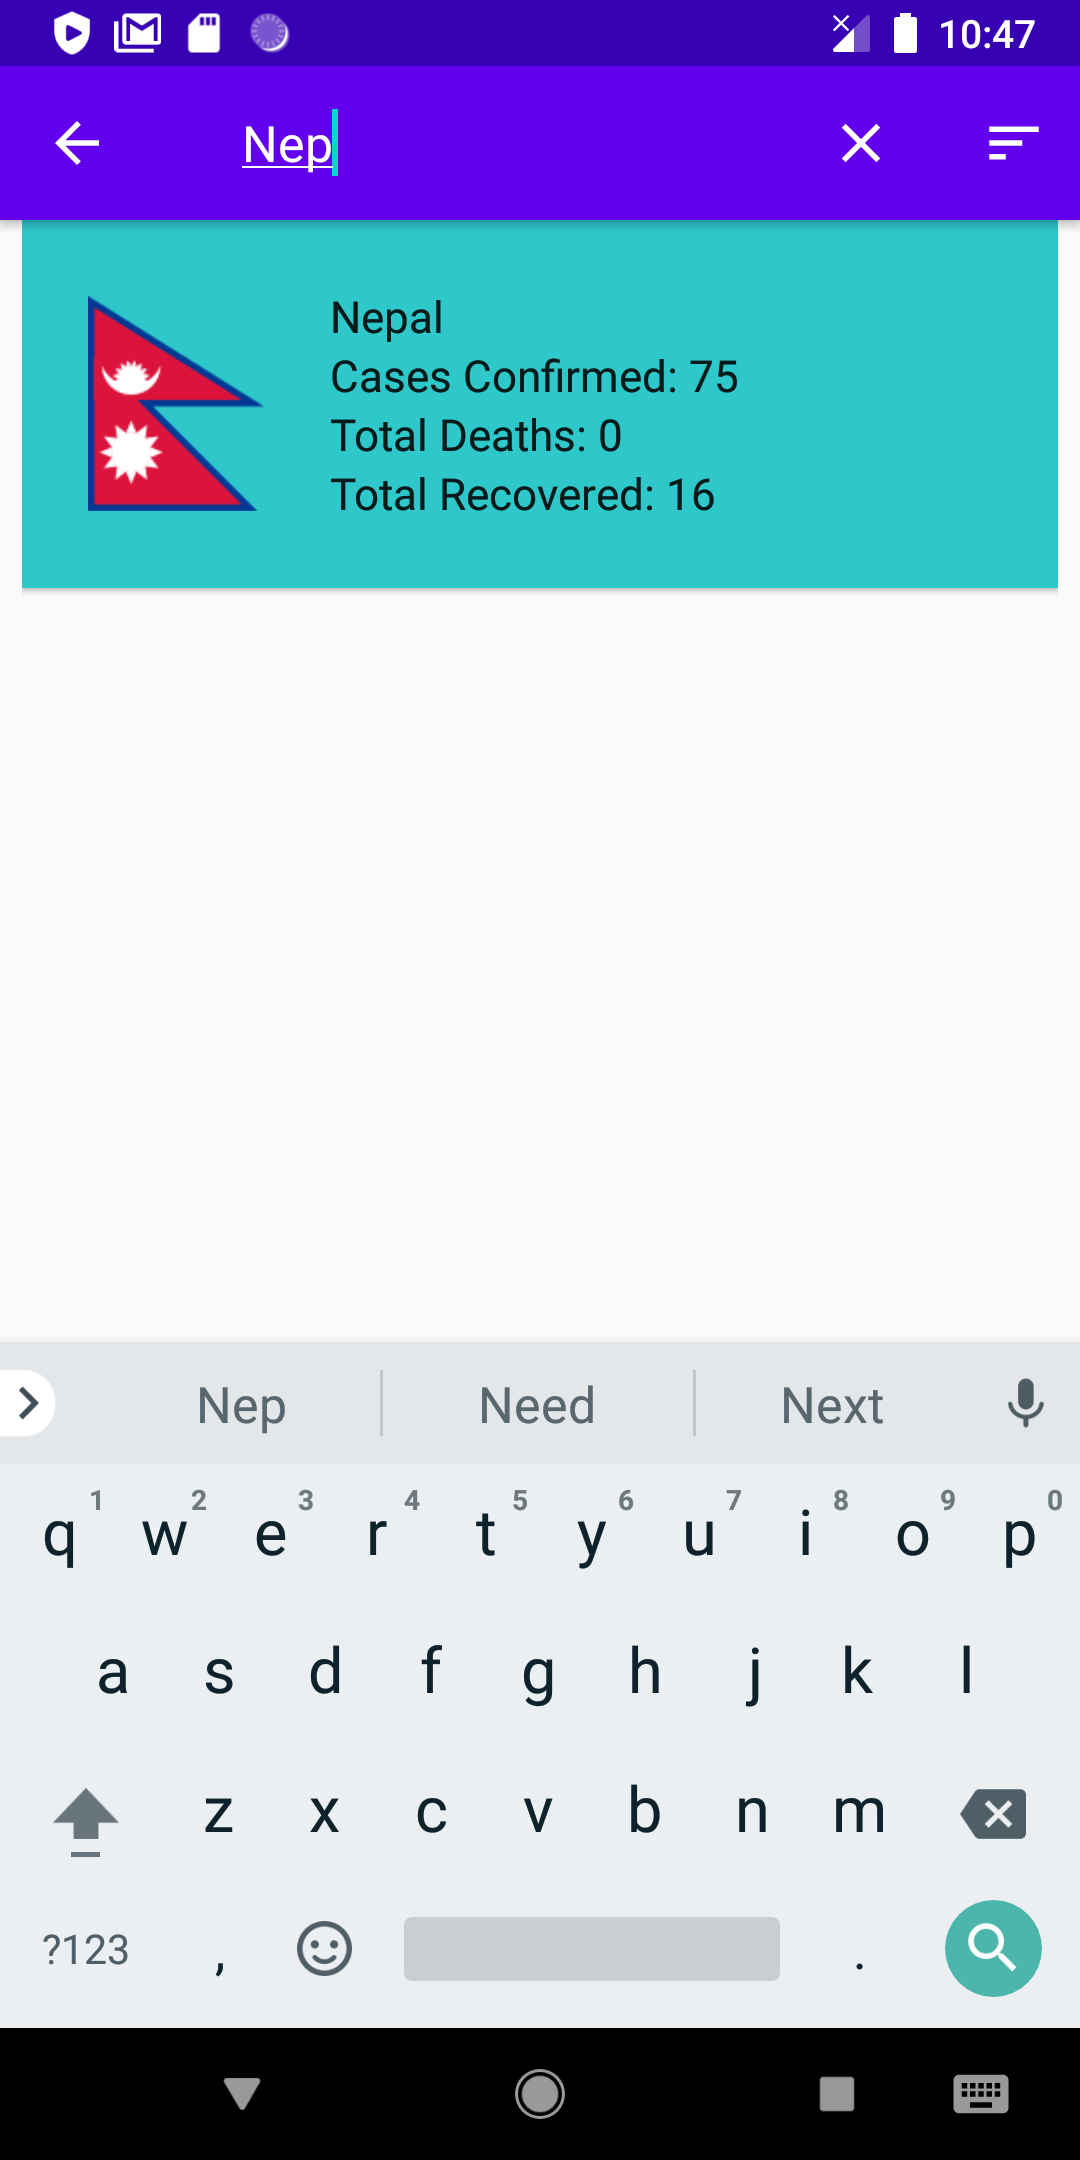 10:47
Nep
Nepal
Cases Confirmed: 75
Total Deaths: 0
Total Recovered: 16
Nep Need Next
1 2 3 4 5 6 7 8 9 0
q w e r t y u i o p
a s d f g h j k l
z x c v b n m
?123 , .